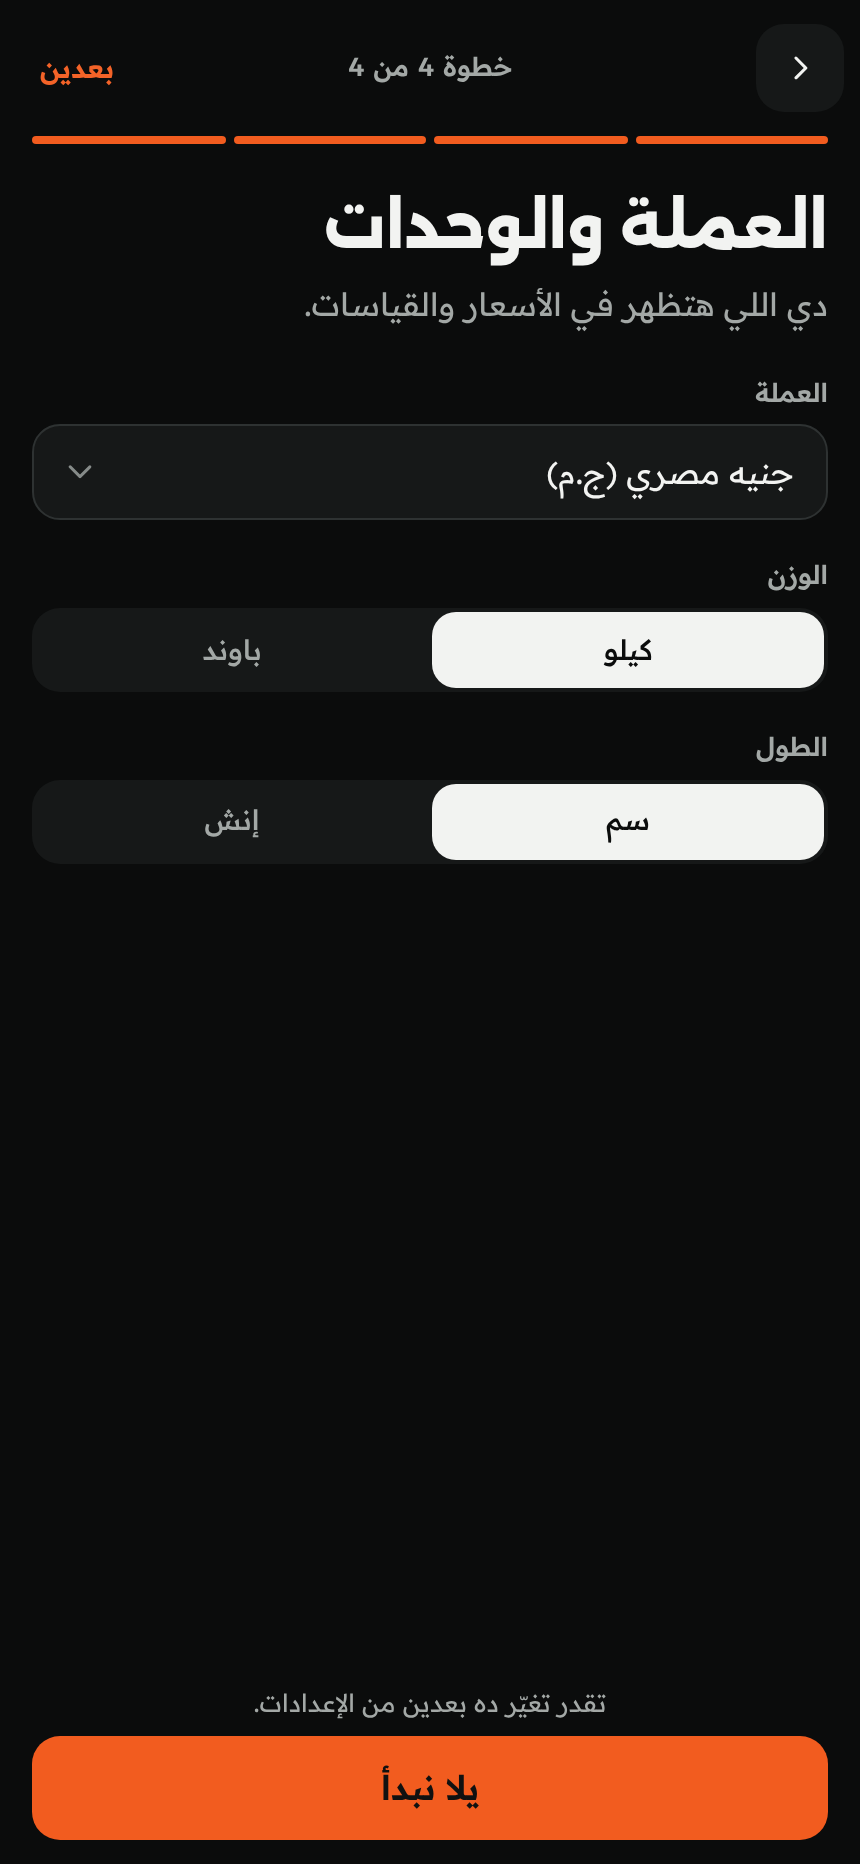 خطوة 4 من 4
بعدين
العملة والوحدات
دي اللي هتظهر في الأسعار والقياسات.
العملة
جنيه مصري (ج.م)
الوزن
كيلو
باوند
الطول
سم
إنش
تقدر تغيّر ده بعدين من الإعدادات.
يلا نبدأ